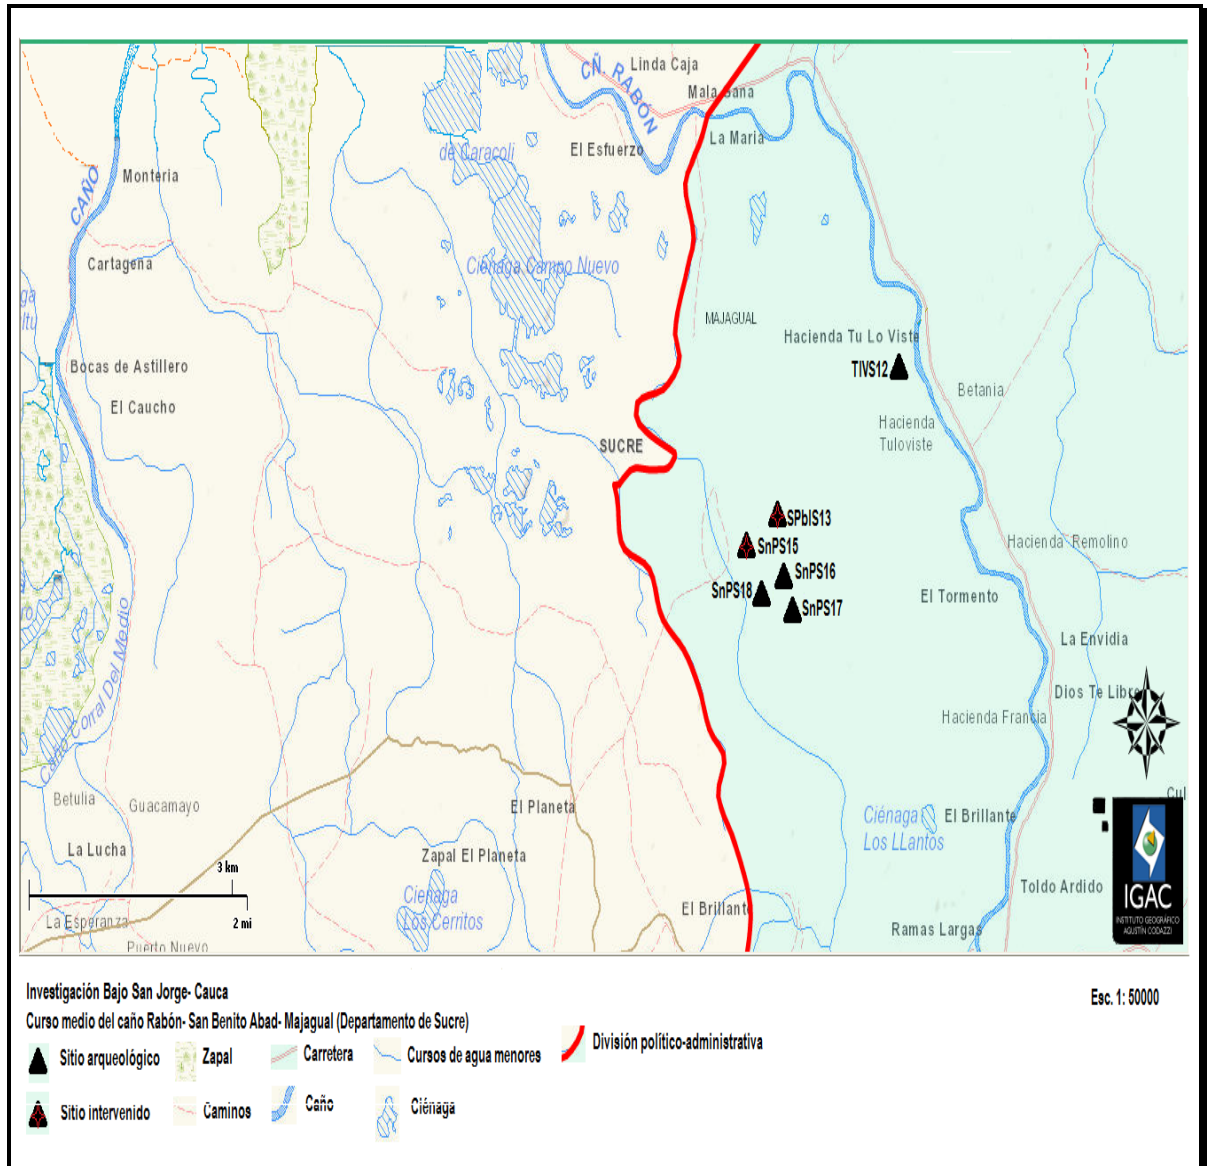 Linda Caja
CÑ. RABÓN
Mala Gana
La Maria
El Esfuerzo
de Caracoli
Monteria
CAÑO
Cartagena
Ciénaga Campo Nuevo
MAJAGUAL
Hacienda Tu Lo Viste
TIVS12
Bocas de Astillero
El Caucho
Betania
Hacienda
Tuloviste
SUCRE
SPblS13
SnPS15
SnPS16
SnPS18
SnPS17
Hacienda Remolino
El Tormento
La Envidia
Dios Te Libre
Hacienda Francia
Caño Corral Del Medio
Betulia
Guacamayo
El Planeta
Ciénaga
Los LLantos
El Brillante
La Lucha
Zapal El Planeta
3 km
2 mi
Cienaga
Los Cerritos
El Brillante
Toldo Ardido
Ramas Largas
La Esperanza
Puerto Nuevo
IGAC
INSTITUTO GEOGRÁFICO
AGUSTÍN CODAZZI
Investigación Bajo San Jorge- Cauca
Esc. 1: 50000
Curso medio del caño Rabón- San Benito Abad- Majagual (Departamento de Sucre)
Sitio arqueológico
Zapal
Carretera
Cursos de agua menores
División político-administrativa
Sitio intervenido
Caminos
Caño
Ciénaga